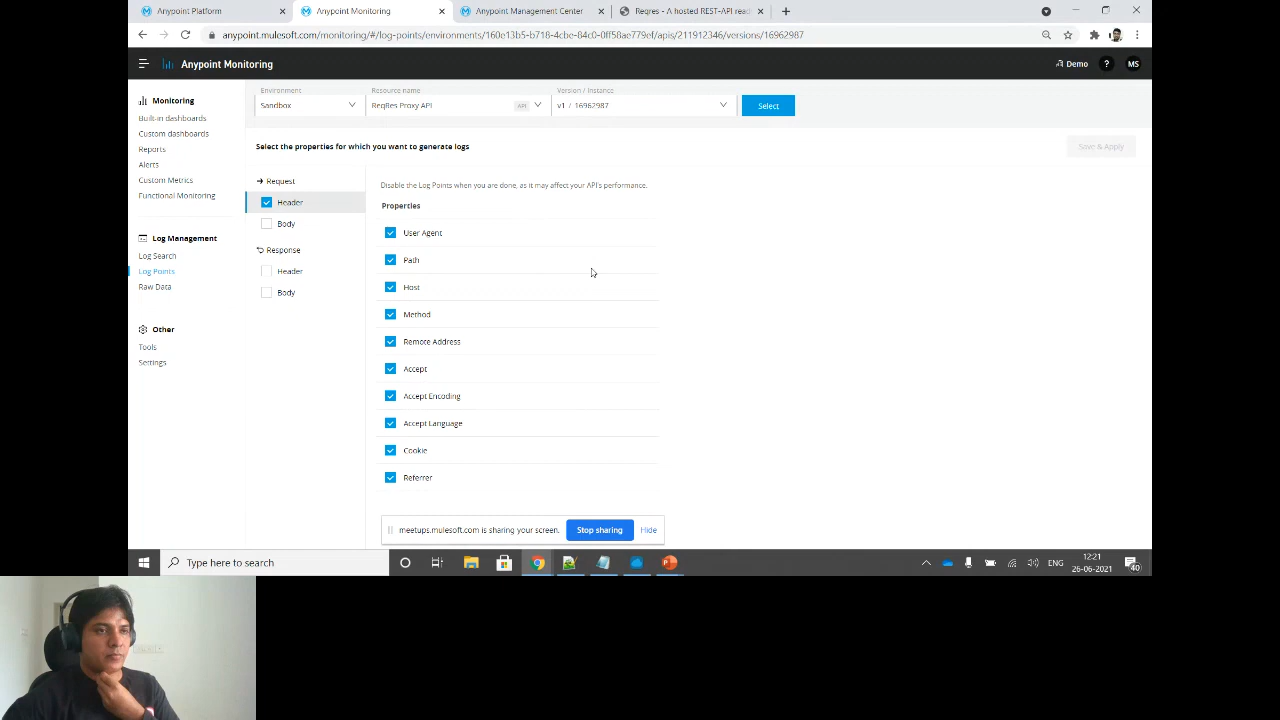 Anypoint Platform
Anypoint Monitoring
Anypoint Management Center
Reqres - A hosted REST-API read
anypoint.mulesoft.com/monitoring/#/log-points/environments/160e13b5-b718-4cbe-84c0-0ff58ae779ef/apis/211912346/versions/16962987
Anypoint Monitoring
Demo
?
MS
Monitoring
Built-in dashboards
Custom dashboards
Reports
Alerts
Custom Metrics
Functional Monitoring
Log Management
Log Search
Log Points
Raw Data
Other
Tools
Settings
Environment
Sandbox
Resource name
ReqRes Proxy API
API
Version / Instance
v1 / 16962987
Select
Select the properties for which you want to generate logs
Save & Apply
Request
Header
Body
Response
Header
Body
Disable the Log Points when you are done, as it may affect your API's performance.
Properties
User Agent
Path
Host
Method
Remote Address
Accept
Accept Encoding
Accept Language
Cookie
Referrer
meetups.mulesoft.com is sharing your screen.
Stop sharing
Hide
Type here to search
ENG
12:21
26-06-2021
40